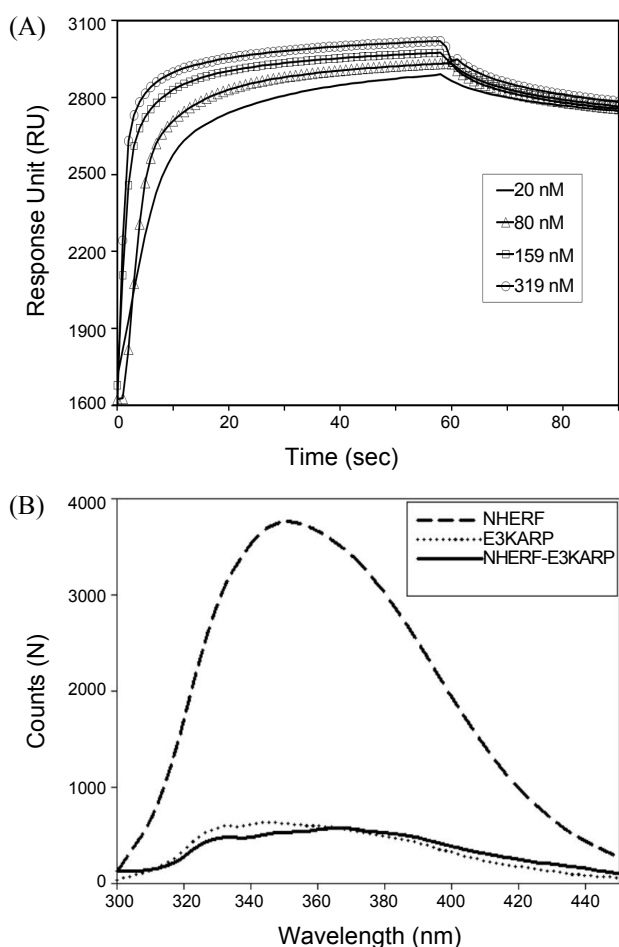 (A)
3100
2800
2500
2200
1900
1600
Response Unit (RU)
20 nM
80 nM
159 nM
319 nM
0
20
40
60
80
Time (sec)
(B)
4000
3000
2000
1000
0
Counts (N)
NHERF
E3KARP
NHERF-E3KARP
300
320
340
360
380
400
420
440
Wavelength (nm)